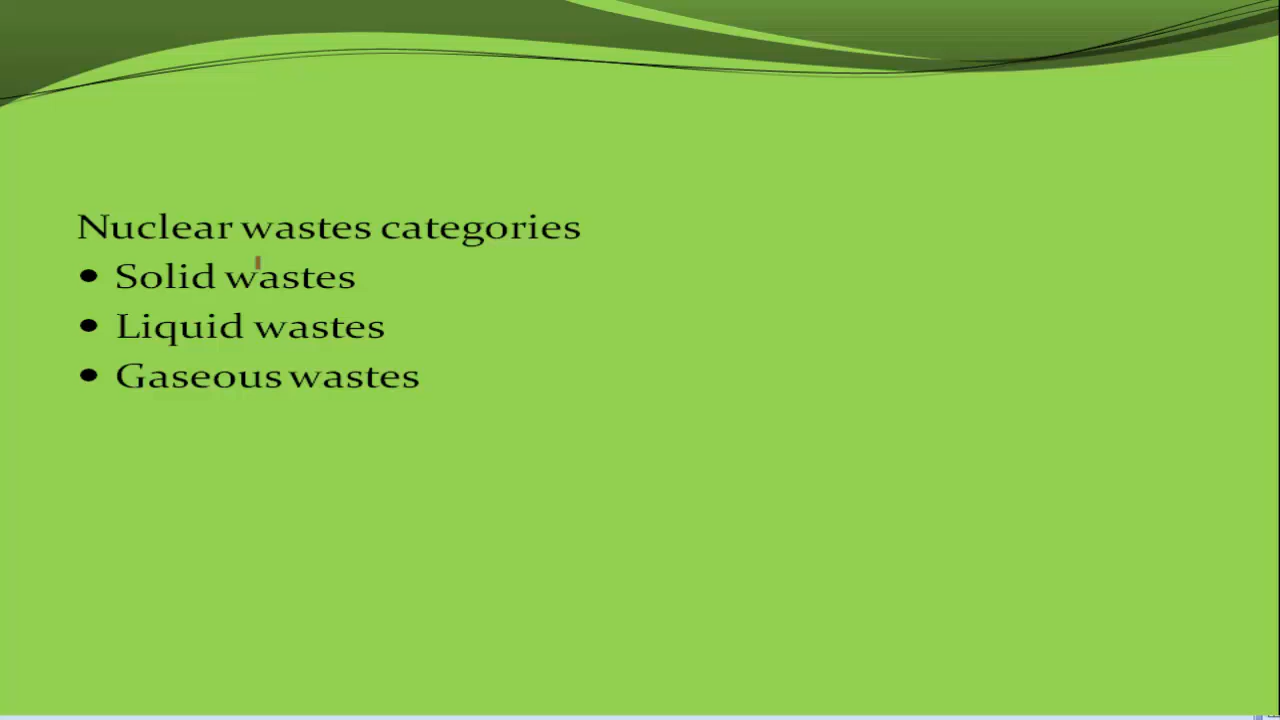 Nuclear wastes categories
• Solid wastes
• Liquid wastes
• Gaseous wastes